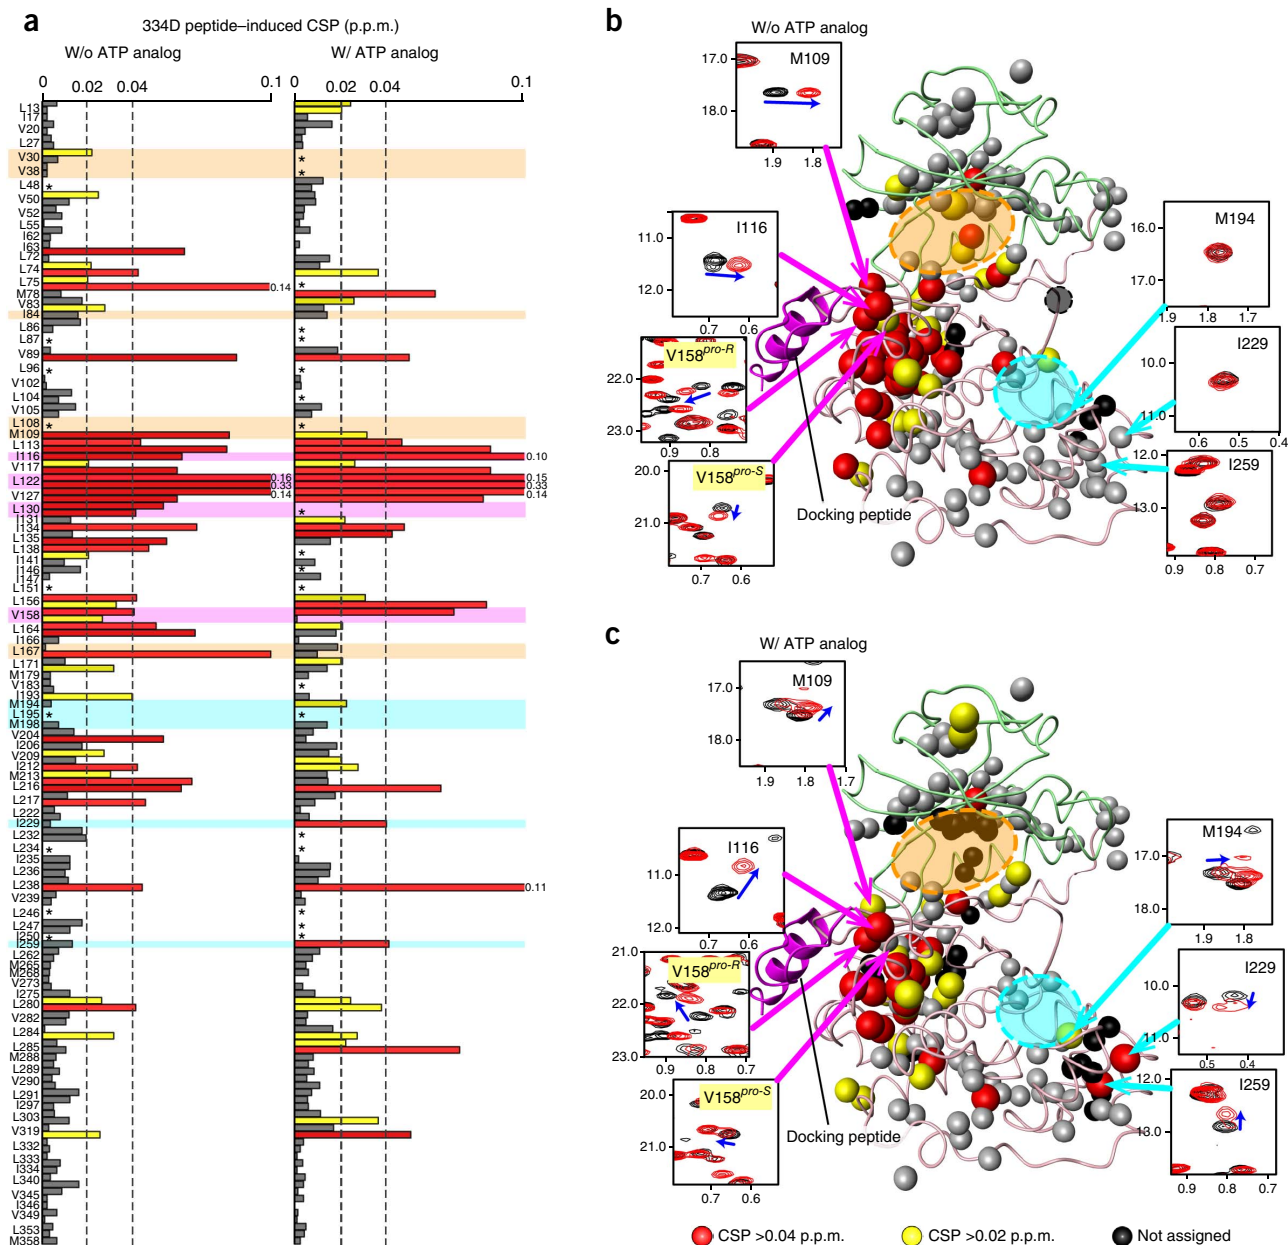 a
334D peptide–induced CSP (p.p.m.)
W/o ATP analog
W/ ATP analog
0 0.02 0.04 0.1
0 0.02 0.04 0.1
L13
I17
V20
L27
V30
V38
L48 *
V50
V52
L55
I62
I63
L72
L74
L75
0.14
M78
V83
I84
L86
L87 *
V89
L96 *
V102
L104
V105
L108 *
M109
L113
I116
0.10
V117
L122
0.16 0.15
0.33 0.33
V127
0.14 0.14
L130
I131
I134
L135
L138
I141
I146
I147
L151 *
L156
V158
L164
I166
L167
L171
M179
V183
I193
M194
L195 *
M198
V204
I206
V209
I212
M213
L216
L217
L222
I229
L232
L234 *
I235
L236
L238
0.11
V239
L246 *
L247
I250 *
I259
L262
M265
M268
V273
I275
L280
V282
L284
L285
M288
L289
V290
L291
I297
L303
V319
L332
L333
I334
L340
V345
I346
V349
L353
M358
b
W/o ATP analog
M109
17.0
18.0
1.9 1.8
I116
11.0
12.0
0.7 0.6
V158pro-R
22.0
23.0
0.9 0.8
V158pro-S
20.0
21.0
0.7 0.6
Docking peptide
M194
16.0
17.0
1.9 1.8 1.7
I229
10.0
11.0
0.6 0.5 0.4
I259
12.0
13.0
0.9 0.8 0.7
c
W/ ATP analog
M109
17.0
18.0
1.9 1.8 1.7
I116
11.0
12.0
0.7 0.6
V158pro-R
21.0
22.0
23.0
0.9 0.8 0.7
V158pro-S
20.0
21.0
0.7 0.6
Docking peptide
M194
17.0
18.0
1.9 1.8
I229
10.0
11.0
0.5 0.4
I259
12.0
13.0
0.9 0.8 0.7
CSP >0.04 p.p.m.
CSP >0.02 p.p.m.
Not assigned